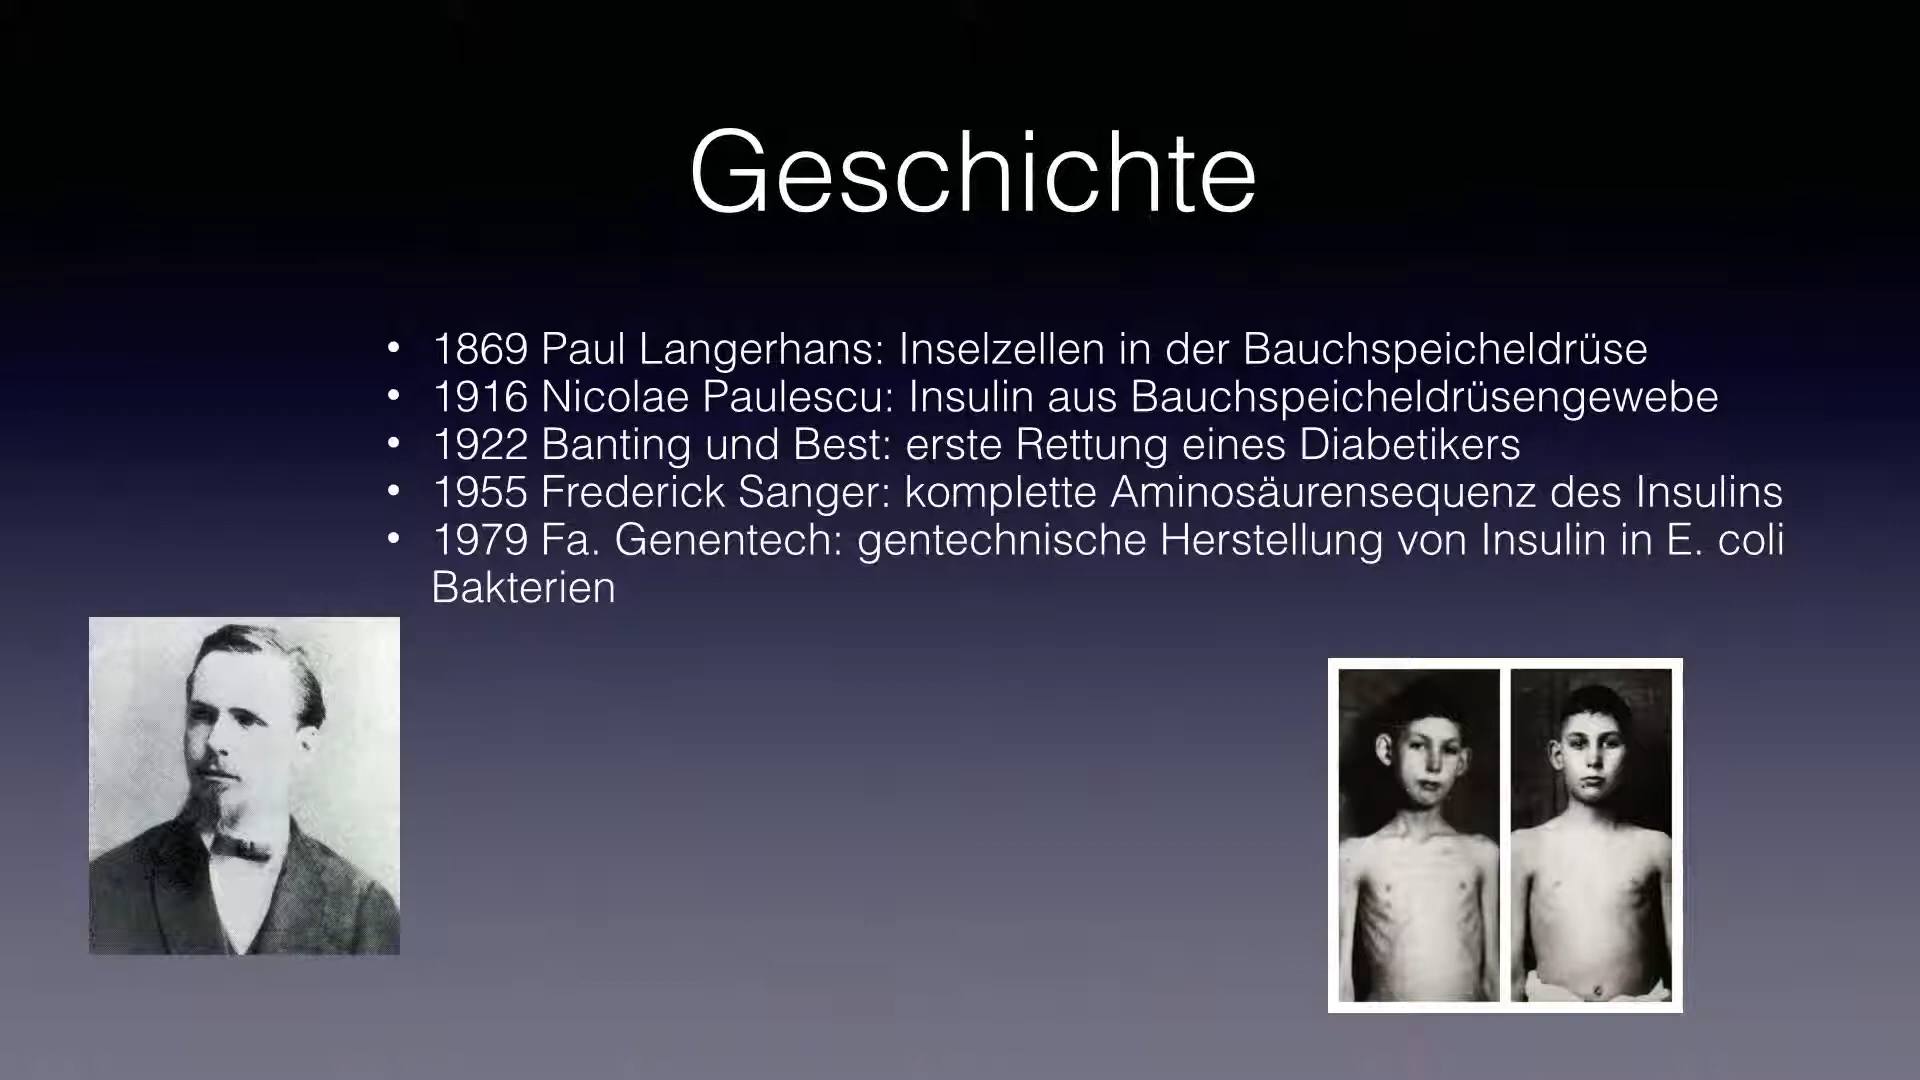 Geschichte
• 1869 Paul Langerhans: Inselzellen in der Bauchspeicheldrüse
• 1916 Nicolae Paulescu: Insulin aus Bauchspeicheldrüsengewebe
• 1922 Banting und Best: erste Rettung eines Diabetikers
• 1955 Frederick Sanger: komplette Aminosäurensequenz des Insulins
• 1979 Fa. Genentech: gentechnische Herstellung von Insulin in E. coli
Bakterien